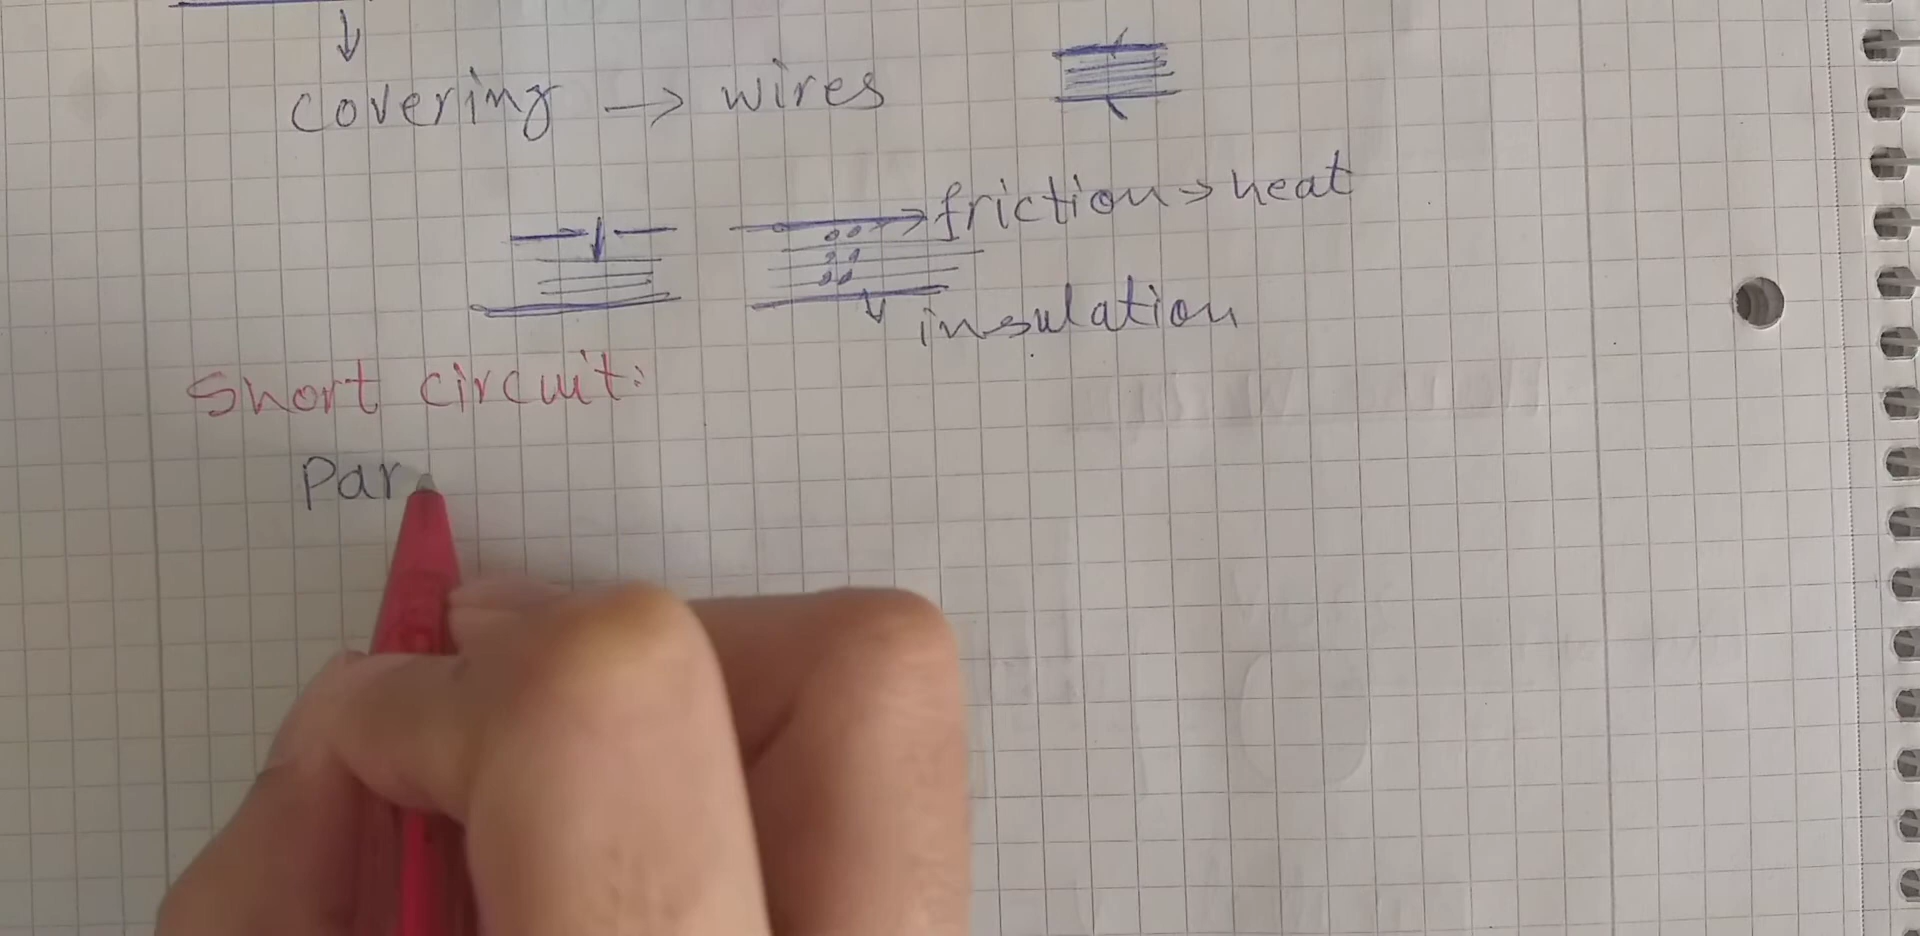 ↓
covering → wires
→ friction → heat
↓ insulation
Short circuit:
Par